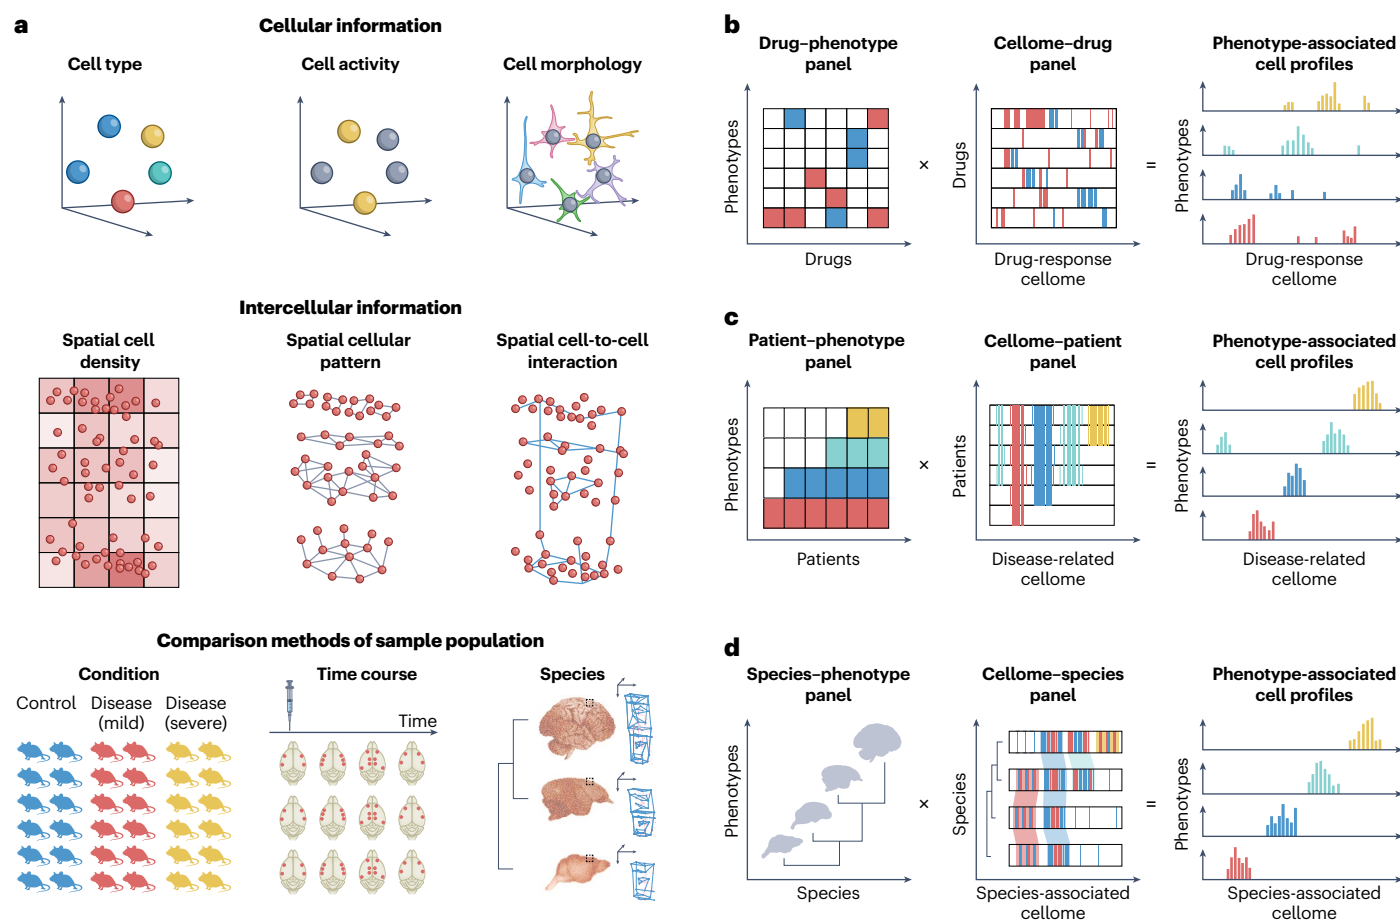 a
Cellular information
Cell type
Cell activity
Cell morphology
Intercellular information
Spatial cell
density
Spatial cellular
pattern
Spatial cell-to-cell
interaction
Comparison methods of sample population
Condition
Control
Disease
(mild)
Disease
(severe)
Time course
Time
Species
b
Drug–phenotype
panel
Phenotypes
Drugs
×
Cellome–drug
panel
Drugs
Drug-response
cellome
=
Phenotype-associated
cell profiles
Phenotypes
Drug-response
cellome
c
Patient–phenotype
panel
Phenotypes
Patients
×
Cellome–patient
panel
Patients
Disease-related
cellome
=
Phenotype-associated
cell profiles
Phenotypes
Disease-related
cellome
d
Species–phenotype
panel
Phenotypes
Species
×
Cellome–species
panel
Species
Species-associated
cellome
=
Phenotype-associated
cell profiles
Phenotypes
Species-associated
cellome